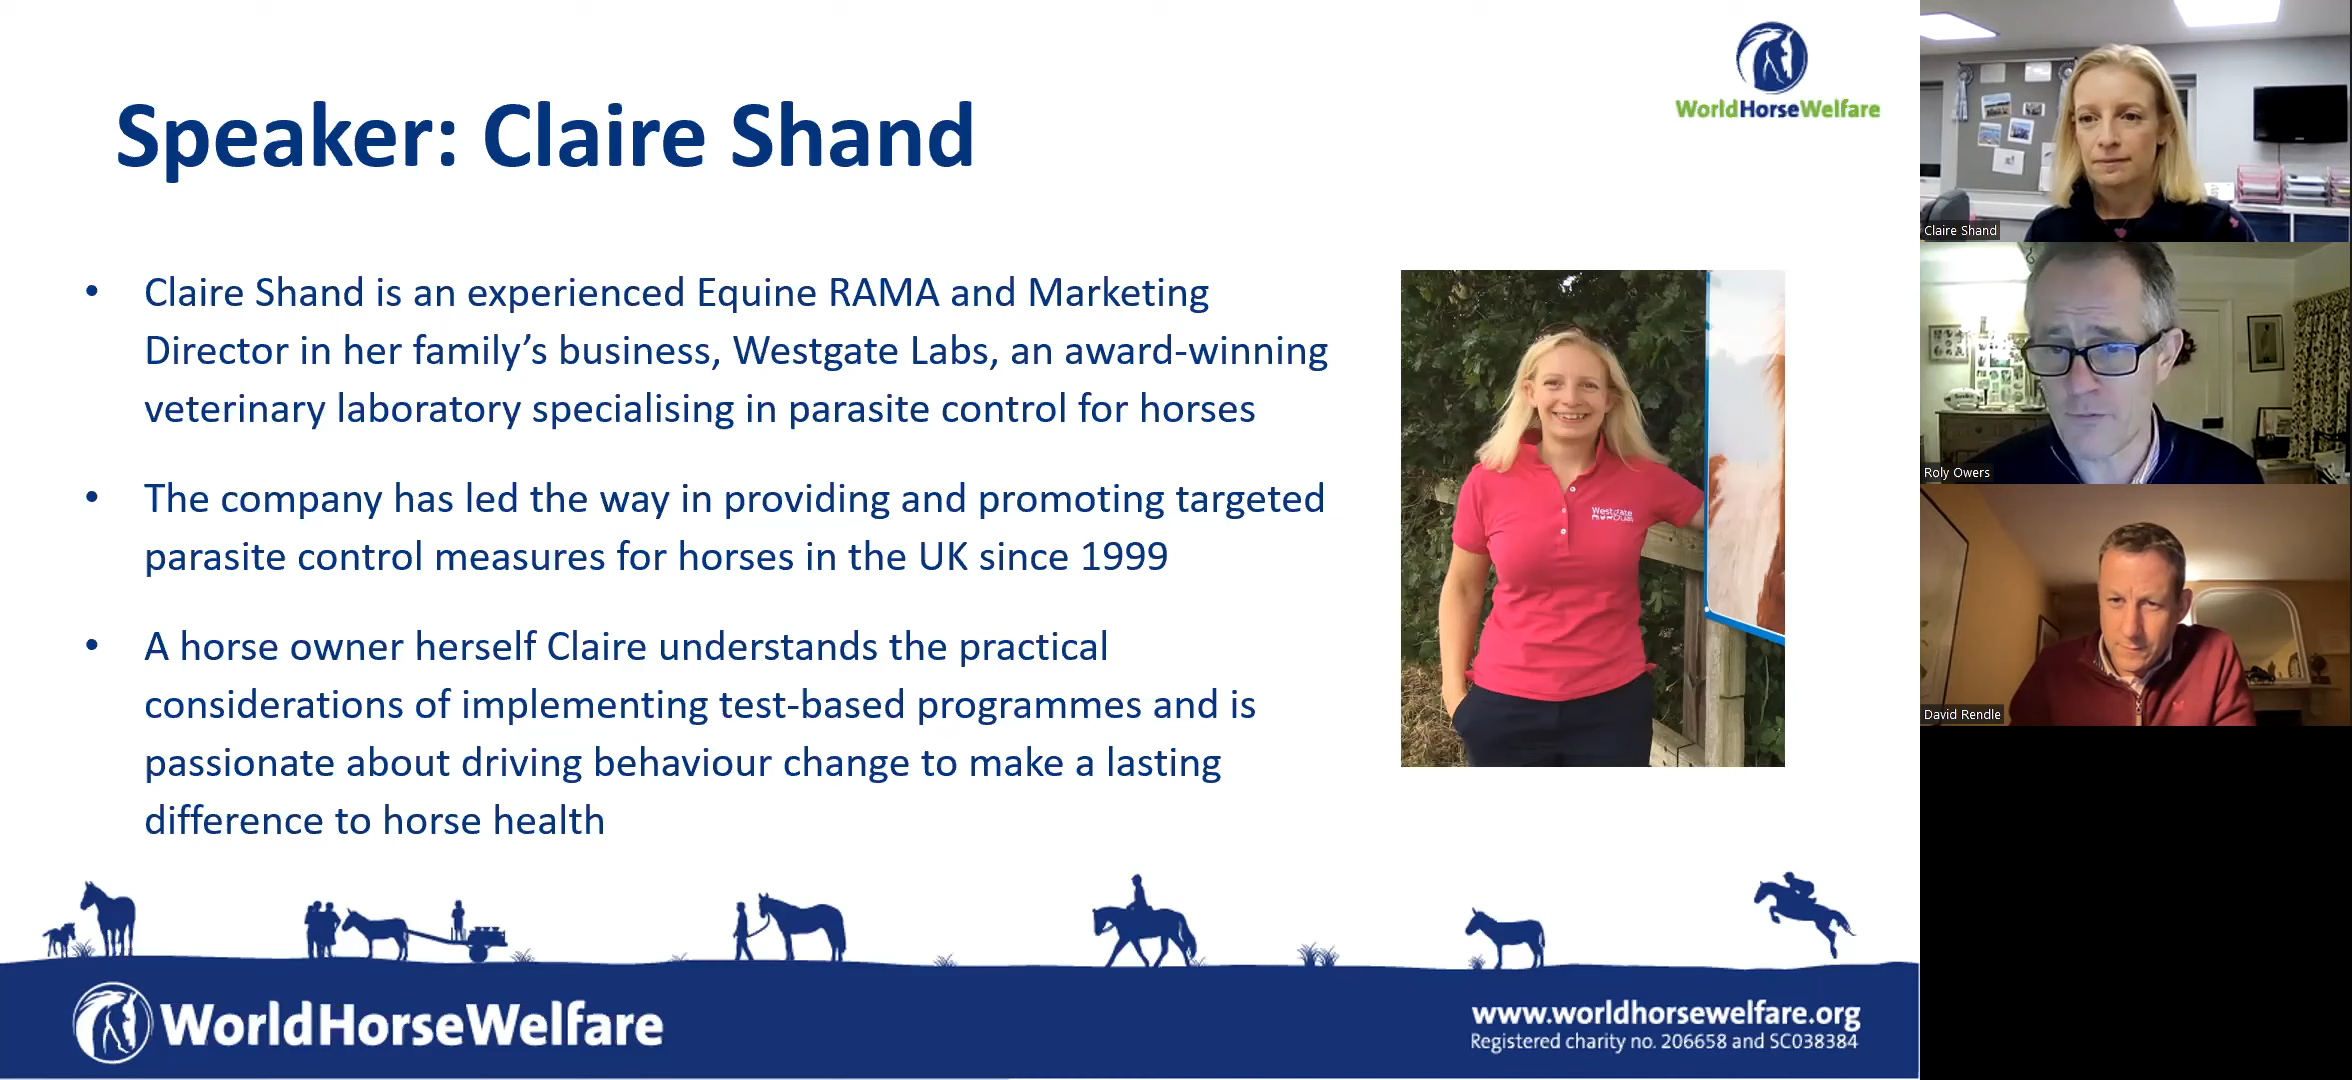 WorldHorseWelfare
Speaker: Claire Shand
• Claire Shand is an experienced Equine RAMA and Marketing
Director in her family’s business, Westgate Labs, an award-winning
veterinary laboratory specialising in parasite control for horses
• The company has led the way in providing and promoting targeted
parasite control measures for horses in the UK since 1999
• A horse owner herself Claire understands the practical
considerations of implementing test-based programmes and is
passionate about driving behaviour change to make a lasting
difference to horse health
Westgate
Labs
WorldHorseWelfare
www.worldhorsewelfare.org
Registered charity no. 206658 and SC038384
Claire Shand
Roly Owers
David Rendle